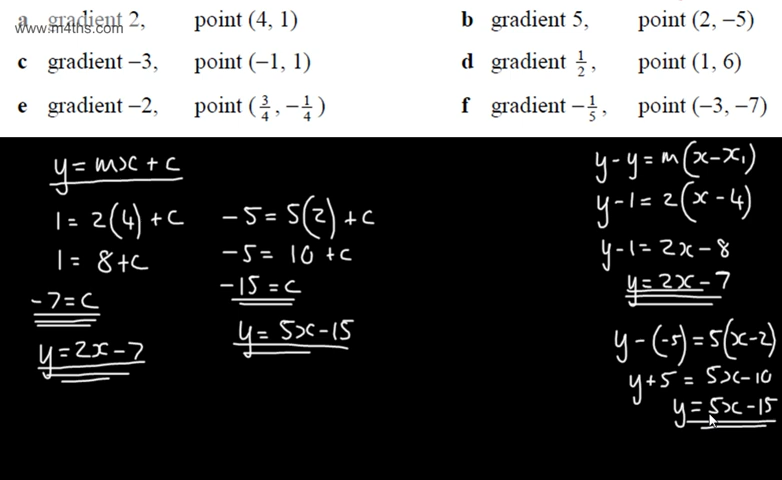 a gradient 2, point (4, 1) b gradient 5, point (2, −5)
www.m4ths.com
c gradient −3, point (−1, 1) d gradient 1/2, point (1, 6)
e gradient −2, point (3/4, −1/4) f gradient −1/5, point (−3, −7)
y = mx + c
1 = 2(4) + c
1 = 8 + c
-7 = c
y = 2x - 7
-5 = 5(2) + c
-5 = 10 + c
-15 = c
y = 5x - 15
y - y = m(x - x₁)
y - 1 = 2(x - 4)
y - 1 = 2x - 8
y = 2x - 7
y - (-5) = 5(x - 2)
y + 5 = 5x - 10
y = 5x - 15